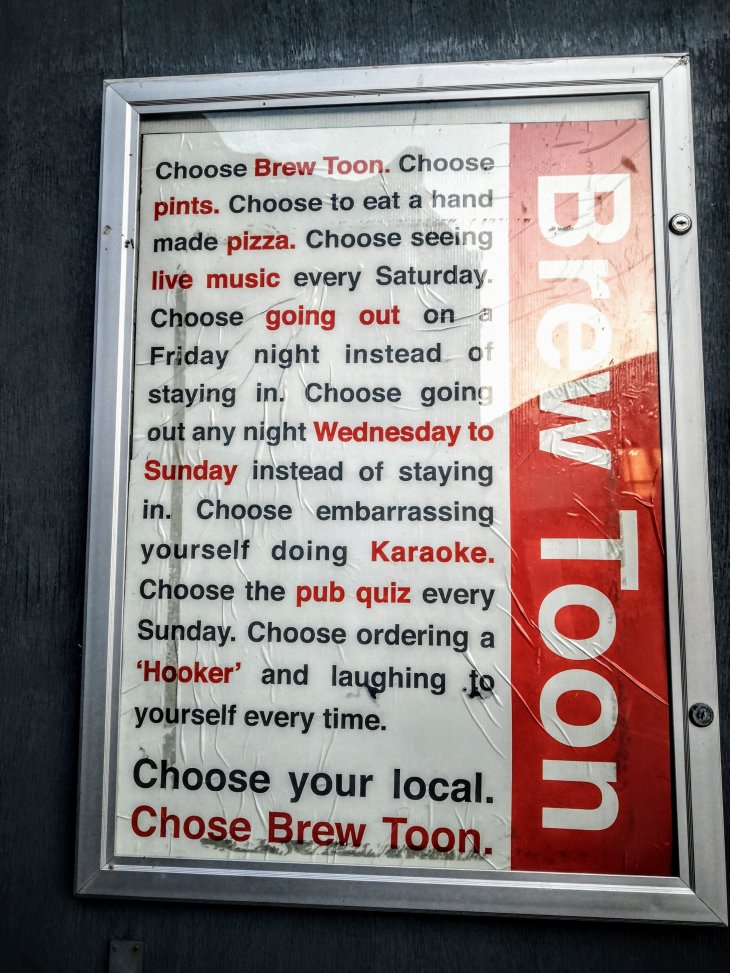 Choose Brew Toon. Choose
pints. Choose to eat a hand
made pizza. Choose seeing
live music every Saturday.
Choose going out on a
Friday night instead of
staying in. Choose going
out any night Wednesday to
Sunday instead of staying
in. Choose embarrassing
yourself doing Karaoke.
Choose the pub quiz every
Sunday. Choose ordering a
‘Hooker’ and laughing to
yourself every time.
Choose your local.
Chose Brew Toon.
Brew Toon